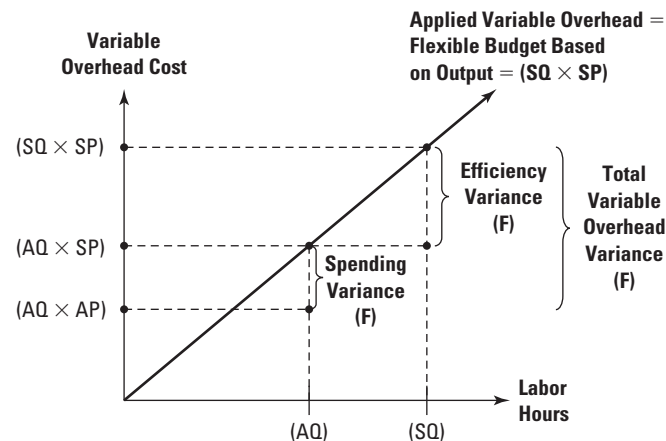 Applied Variable Overhead =
Flexible Budget Based
on Output = (SQ × SP)
Variable
Overhead Cost
(SQ × SP)
(AQ × SP)
(AQ × AP)
Efficiency
Variance
(F)
Total
Variable
Overhead
Variance
(F)
Spending
Variance
(F)
Labor
Hours
(AQ)
(SQ)